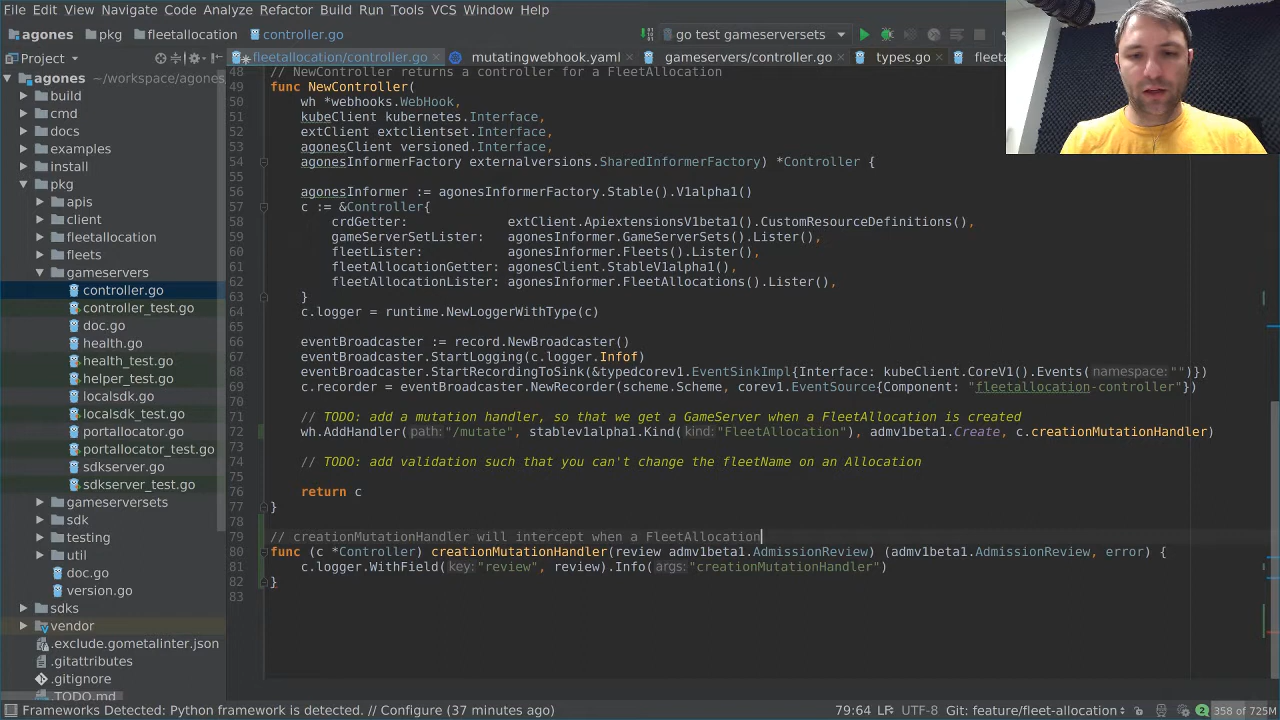 File Edit View Navigate Code Analyze Refactor Build Run Tools VCS Window Help
agones pkg fleetallocation controller.go go test gameserversets
Project fleetallocation/controller.go mutatingwebhook.yaml gameservers/controller.go types.go fleeta
agones ~/workspace/agones
build
cmd
docs
examples
install
pkg
apis
client
fleetallocation
fleets
gameservers
controller.go
controller_test.go
doc.go
health.go
health_test.go
helper_test.go
localsdk.go
localsdk_test.go
portallocator.go
portallocator_test.go
sdkserver.go
sdkserver_test.go
gameserversets
sdk
testing
util
doc.go
version.go
sdks
vendor
.exclude.gometalinter.json
.gitattributes
.gitignore
.TODO.md
48 // NewController returns a controller for a FleetAllocation
49 func NewController(
50 wh *webhooks.WebHook,
51 kubeClient kubernetes.Interface,
52 extClient extclientset.Interface,
53 agonesClient versioned.Interface,
54 agonesInformerFactory externalversions.SharedInformerFactory) *Controller {
55
56 agonesInformer := agonesInformerFactory.Stable().V1alpha1()
57 c := &Controller{
58 crdGetter: extClient.ApiextensionsV1beta1().CustomResourceDefinitions(),
59 gameServerSetLister: agonesInformer.GameServerSets().Lister(),
60 fleetLister: agonesInformer.Fleets().Lister(),
61 fleetAllocationGetter: agonesClient.StableV1alpha1(),
62 fleetAllocationLister: agonesInformer.FleetAllocations().Lister(),
63 }
64 c.logger = runtime.NewLoggerWithType(c)
65
66 eventBroadcaster := record.NewBroadcaster()
67 eventBroadcaster.StartLogging(c.logger.Infof)
68 eventBroadcaster.StartRecordingToSink(&typedcorev1.EventSinkImpl{Interface: kubeClient.CoreV1().Events( namespace: "")})
69 c.recorder = eventBroadcaster.NewRecorder(scheme.Scheme, corev1.EventSource{Component: "fleetallocation-controller"})
70
71 // TODO: add a mutation handler, so that we get a GameServer when a FleetAllocation is created
72 wh.AddHandler( path: "/mutate", stablev1alpha1.Kind( kind: "FleetAllocation"), admv1beta1.Create, c.creationMutationHandler)
73
74 // TODO: add validation such that you can't change the fleetName on an Allocation
75
76 return c
77 }
78
79 // creationMutationHandler will intercept when a FleetAllocation
80 func (c *Controller) creationMutationHandler(review admv1beta1.AdmissionReview) (admv1beta1.AdmissionReview, error) {
81 c.logger.WithField( key: "review", review).Info( args: "creationMutationHandler")
82 }
83
Frameworks Detected: Python framework is detected. // Configure (37 minutes ago) 79:64 LF UTF-8 Git: feature/fleet-allocation 2 358 of 725M